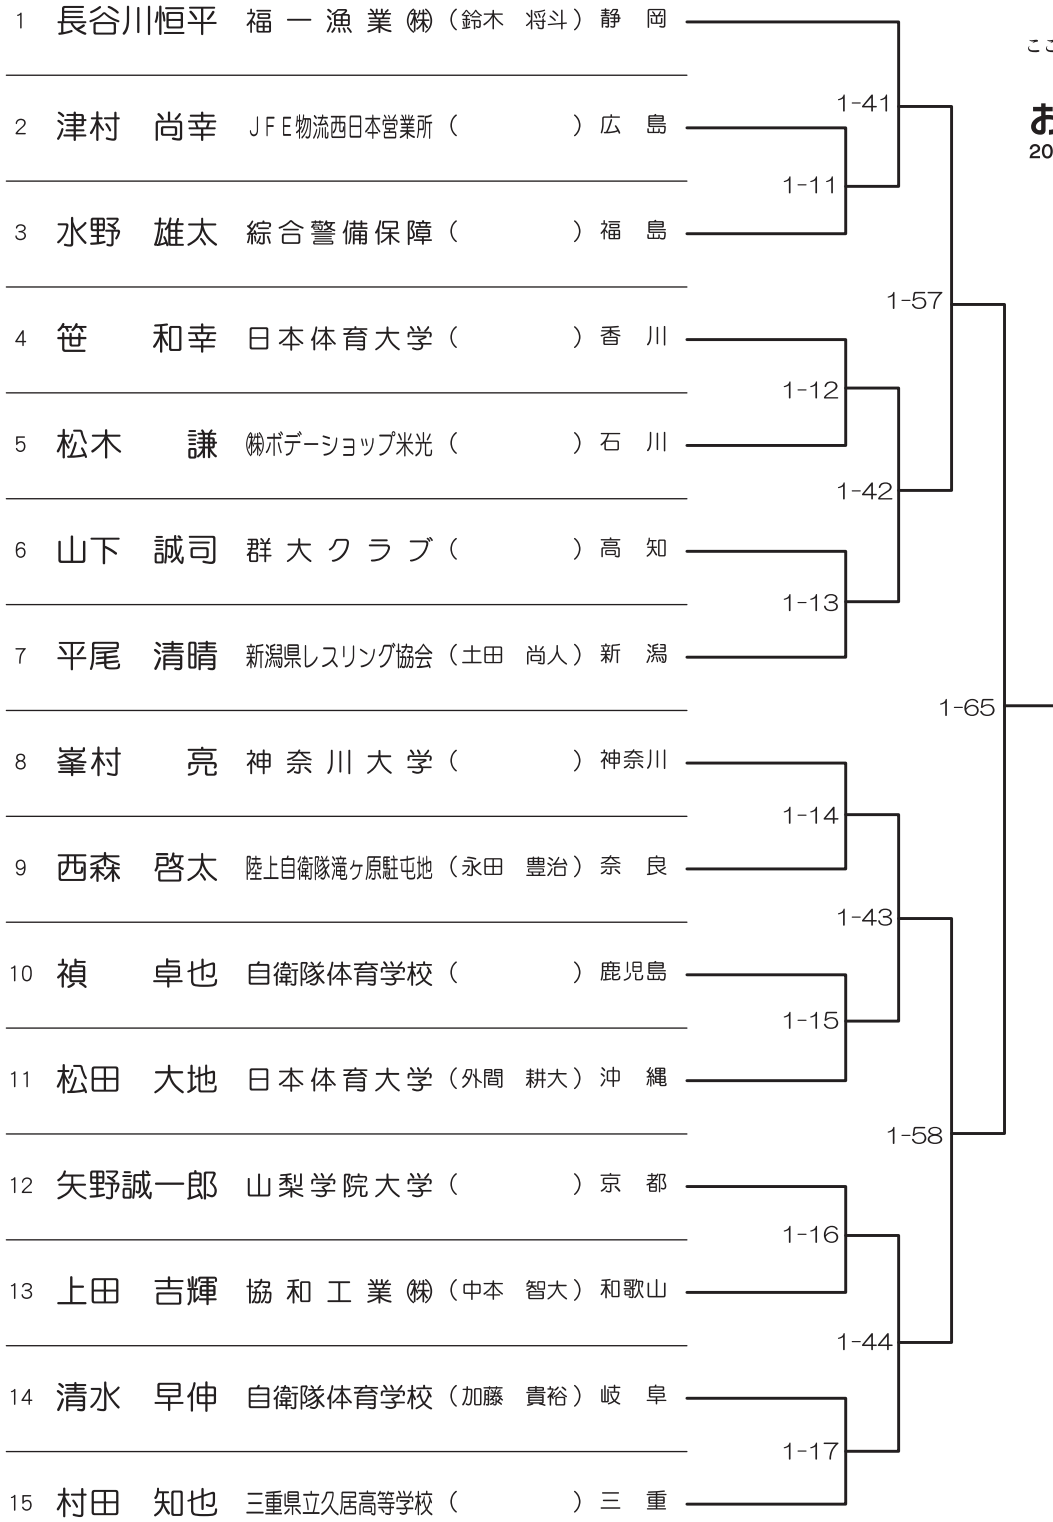 1 長谷川恒平 福一漁業㈱ (鈴木 将斗) 静岡
1-41
2 津村 尚幸 JFE物流西日本営業所 ( ) 広島
1-11
3 水野 雄太 綜合警備保障 ( ) 福島
1-57
4 笹 和幸 日本体育大学 ( ) 香川
1-12
5 松木 謙 ㈱ボデーショップ米光 ( ) 石川
1-42
6 山下 誠司 群大クラブ ( ) 高知
1-13
7 平尾 清晴 新潟県レスリング協会 (土田 尚人) 新潟
1-65
8 峯村 亮 神奈川大学 ( ) 神奈川
1-14
9 西森 啓太 陸上自衛隊滝ヶ原駐屯地 (永田 豊治) 奈良
1-43
10 禎 卓也 自衛隊体育学校 ( ) 鹿児島
1-15
11 松田 大地 日本体育大学 (外間 耕大) 沖縄
1-58
12 矢野誠一郎 山梨学院大学 ( ) 京都
1-16
13 上田 吉輝 協和工業㈱ (中本 智大) 和歌山
1-44
14 清水 早伸 自衛隊体育学校 (加藤 貴裕) 岐阜
1-17
15 村田 知也 三重県立久居高等学校 ( ) 三重
お
20